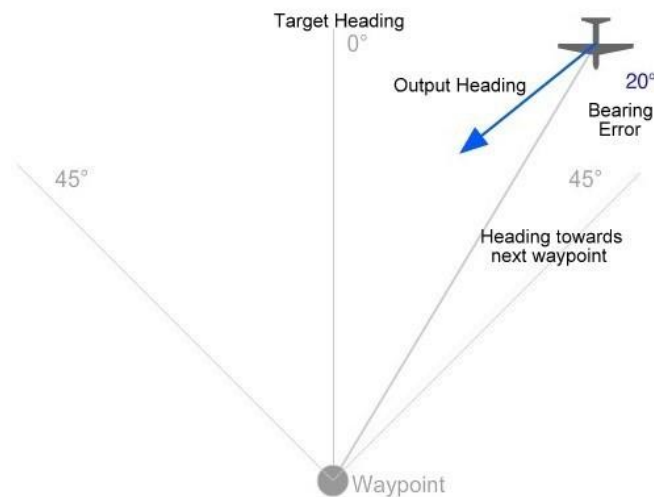 Target Heading
0°
Output Heading
20°
Bearing
Error
45°
45°
Heading towards
next waypoint
Waypoint